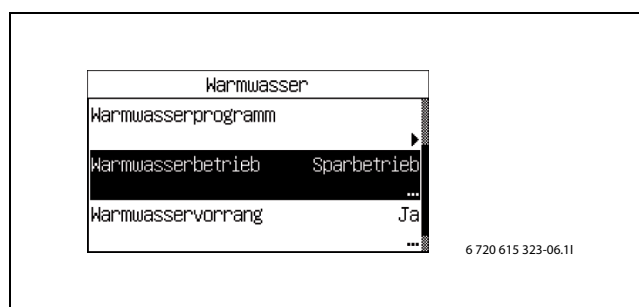 Warmwasser
Warmwasserprogramm
Warmwasserbetrieb Sparbetrieb
...
Warmwasservorrang Ja
...
6 720 615 323-06.1I